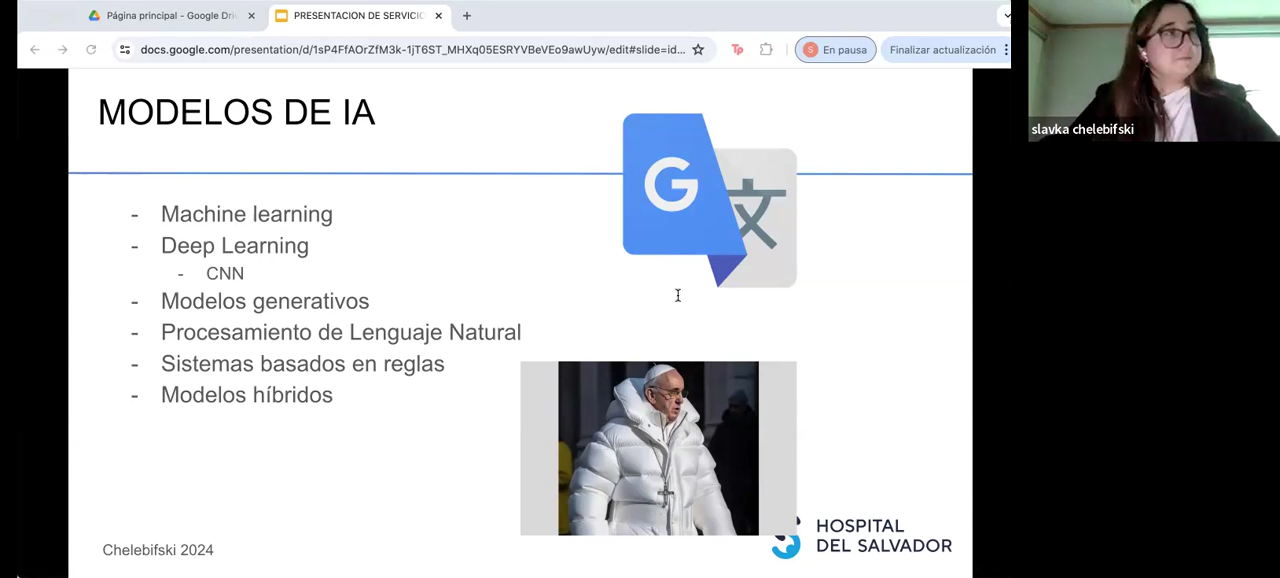 Página principal - Google Dri
PRESENTACION DE SERVICIO
docs.google.com/presentation/d/1sP4FfAOrZfM3k-1jT6ST_MHXq05ESRYVBeVEo9awUyw/edit#slide=id...
S
En pausa
Finalizar actualización
slavka chelebifski
MODELOS DE IA
G
文
- Machine learning
- Deep Learning
- CNN
- Modelos generativos
- Procesamiento de Lenguaje Natural
- Sistemas basados en reglas
- Modelos híbridos
Chelebifski 2024
HOSPITAL
DEL SALVADOR